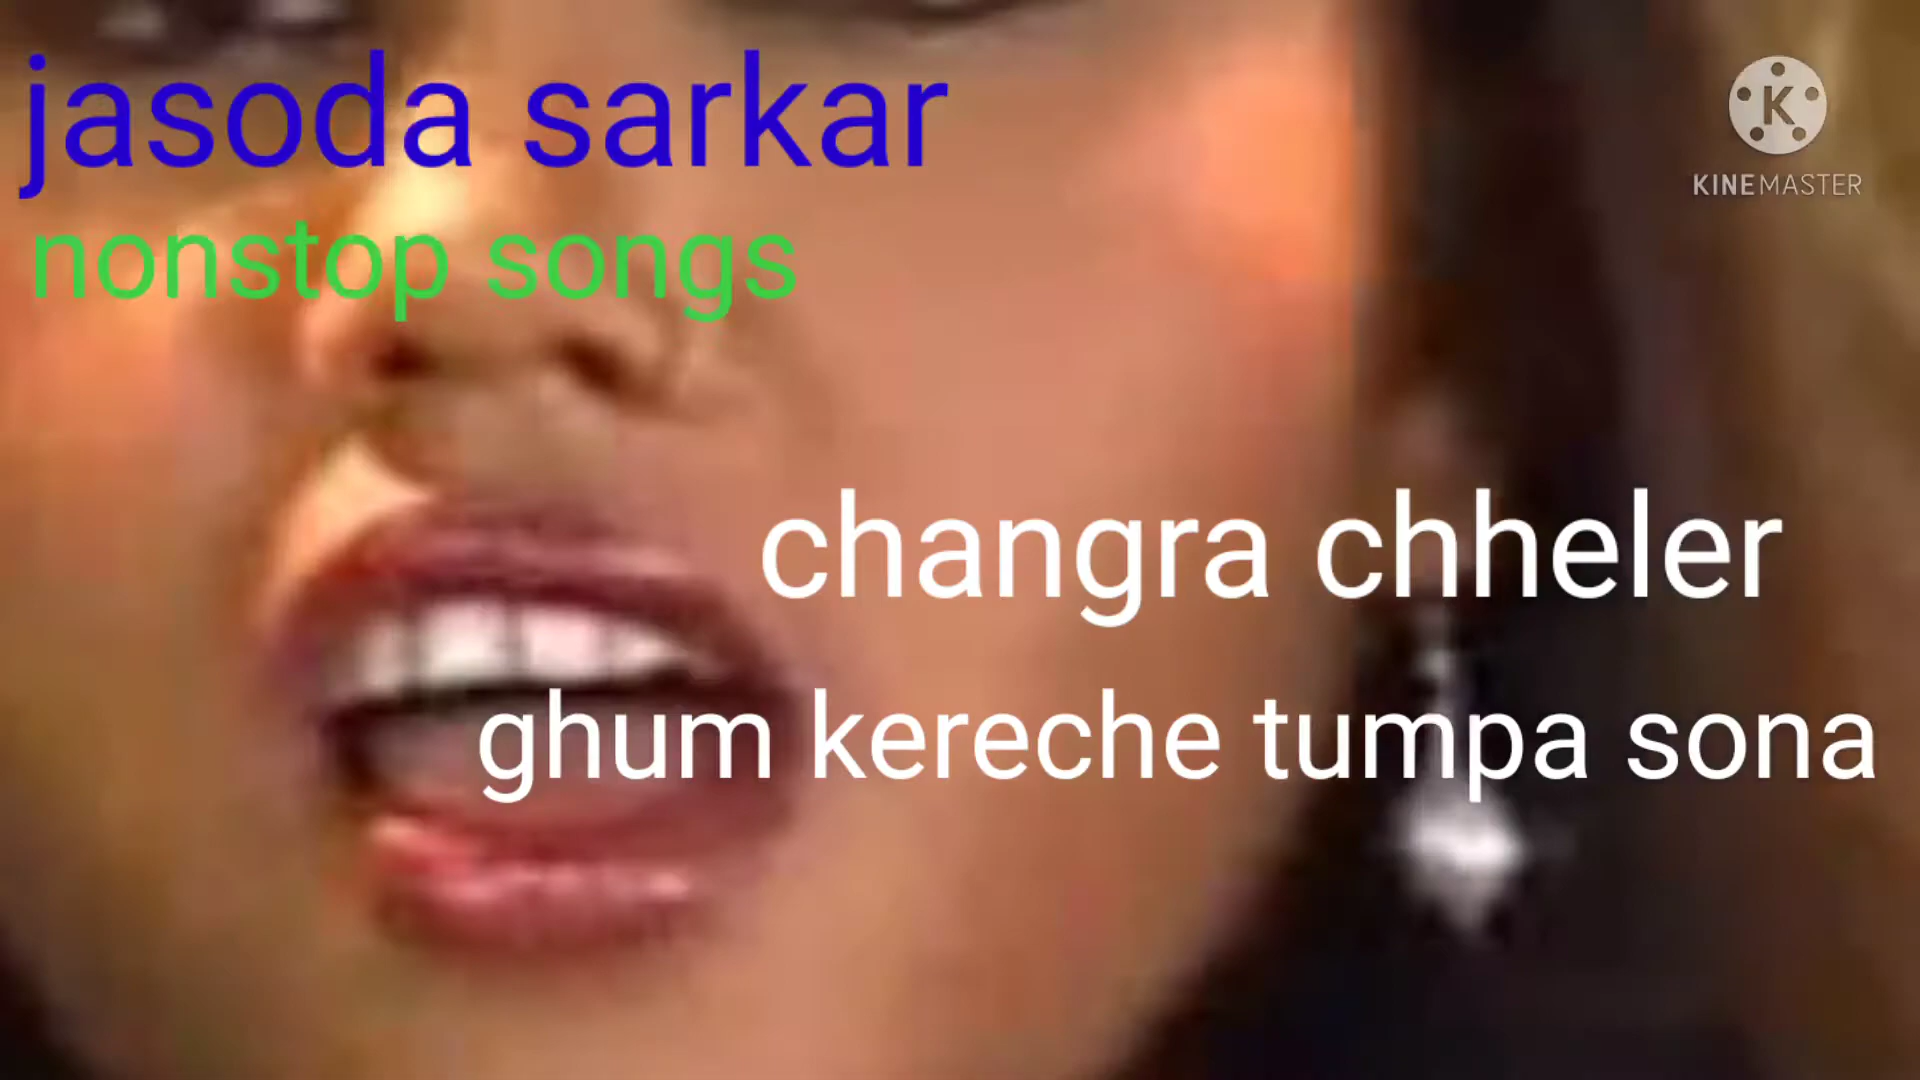 jasoda sarkar
nonstop songs
KINEMASTER
changra chheler
ghum kereche tumpa sona